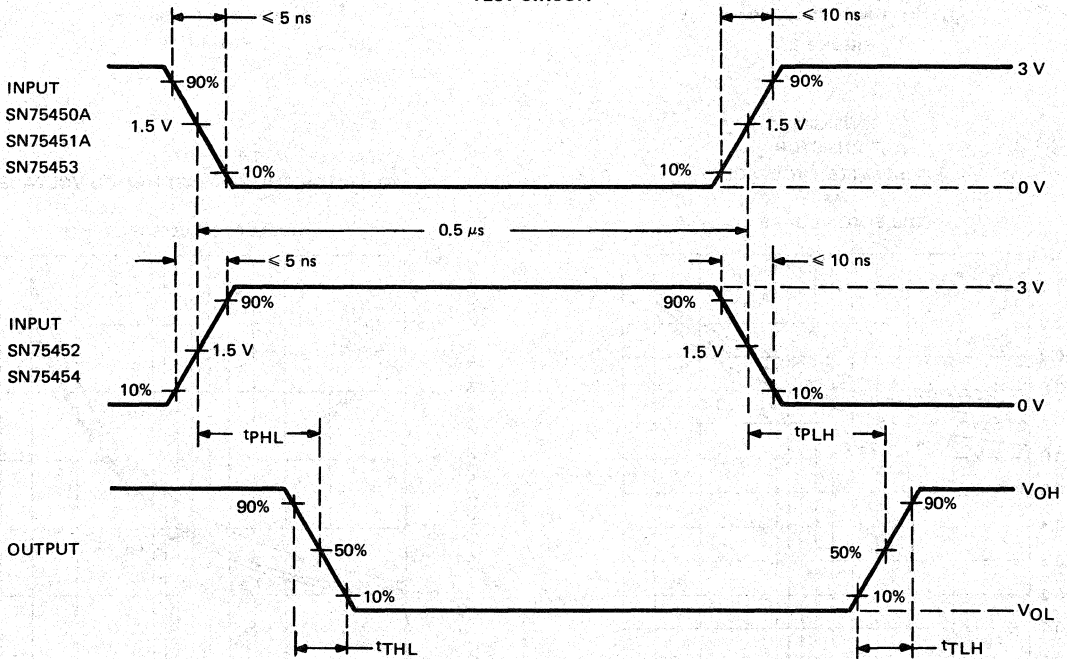 ≤ 5 ns
≤ 10 ns
INPUT
SN75450A
SN75451A
SN75453
90%
1.5 V
10%
90%
1.5 V
10%
3 V
0 V
0.5 µs
≤ 5 ns
≤ 10 ns
INPUT
SN75452
SN75454
90%
1.5 V
10%
90%
1.5 V
10%
3 V
0 V
tPHL
tPLH
OUTPUT
90%
50%
10%
90%
50%
10%
VOH
VOL
tTHL
tTLH